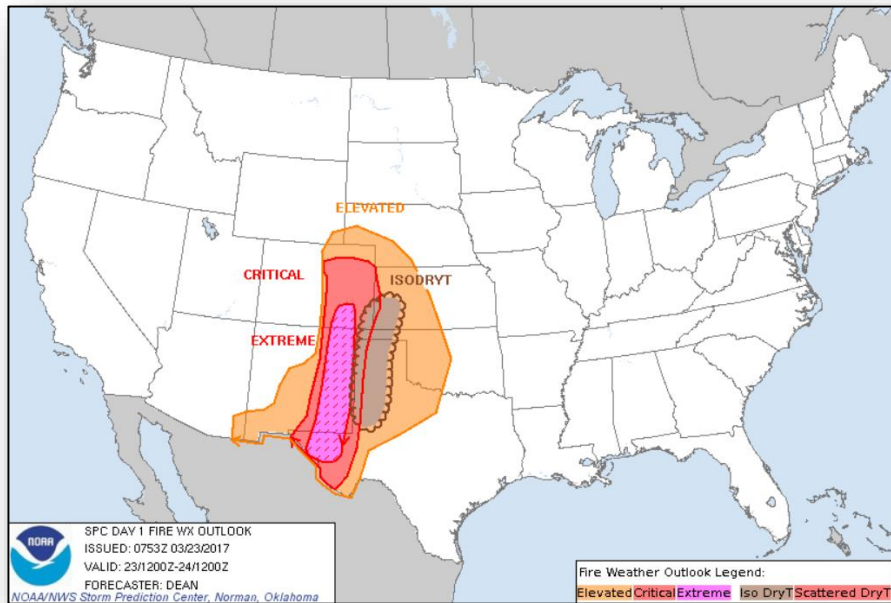 ELEVATED
CRITICAL
ISODRYT
EXTREME
NOAA
SPC DAY 1 FIRE WX OUTLOOK
ISSUED: 0753Z 03/23/2017
VALID: 23/1200Z-24/1200Z
FORECASTER: DEAN
NOAA/NWS Storm Prediction Center, Norman, Oklahoma
Fire Weather Outlook Legend:
Elevated Critical Extreme Iso DryT Scattered DryT